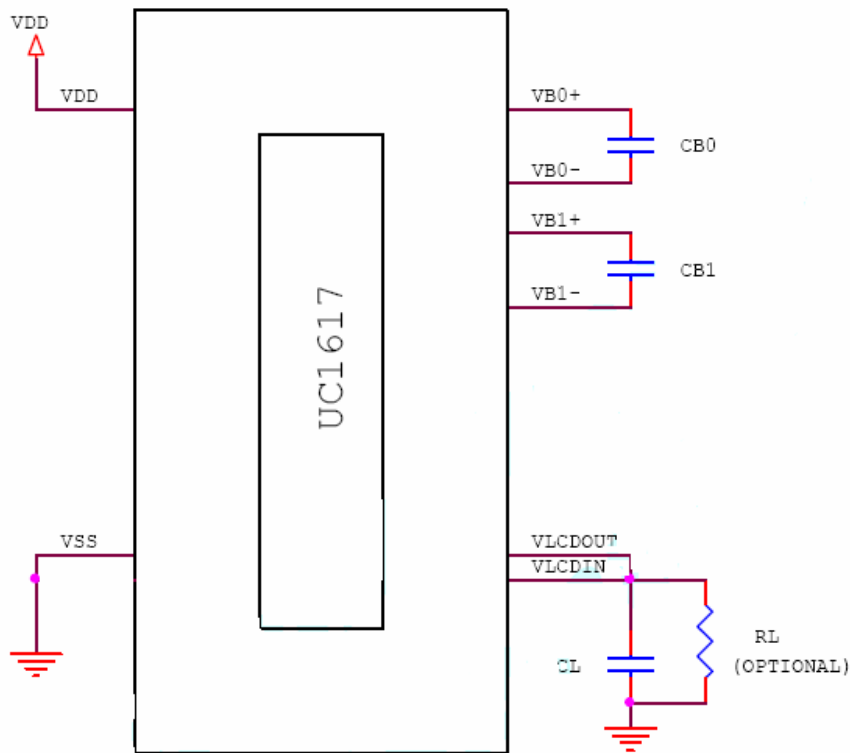 VDD
VDD
VB0+
CB0
VB0-
VB1+
CB1
VB1-
UC1617
VSS
VLCDOUT
VLCDIN
RL
CL
(OPTIONAL)